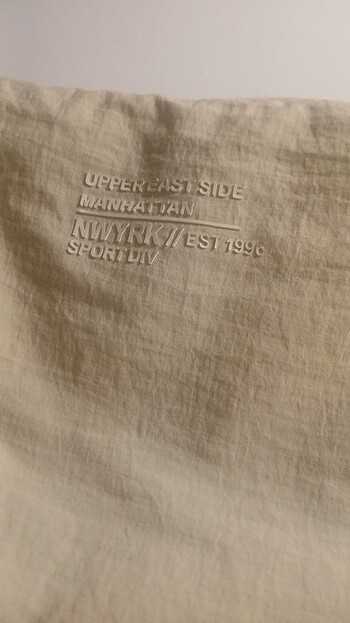 UPPER EAST SIDE
MANHATTAN
NWYRK // EST 1996
SPORT DIV